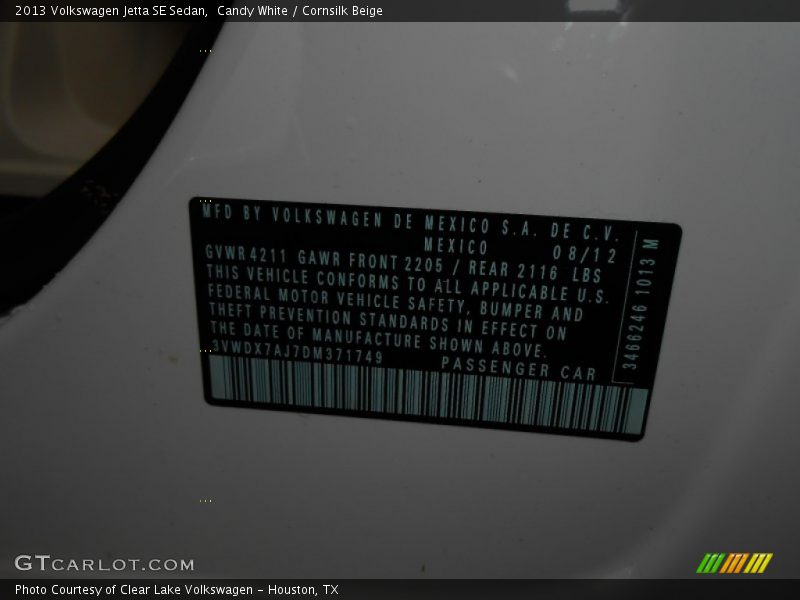 2013 Volkswagen Jetta SE Sedan,  Candy White / Cornsilk Beige
MFD BY VOLKSWAGEN DE MEXICO S.A. DE C.V.
MEXICO 08/12
GVWR 4211 GAWR FRONT 2205 / REAR 2116 LBS
THIS VEHICLE CONFORMS TO ALL APPLICABLE U.S.
FEDERAL MOTOR VEHICLE SAFETY, BUMPER AND
THEFT PREVENTION STANDARDS IN EFFECT ON
THE DATE OF MANUFACTURE SHOWN ABOVE.
3VWDX7AJ7DM371749 PASSENGER CAR
3466246 1013 M
GTCARLOT.COM
Photo Courtesy of Clear Lake Volkswagen – Houston, TX